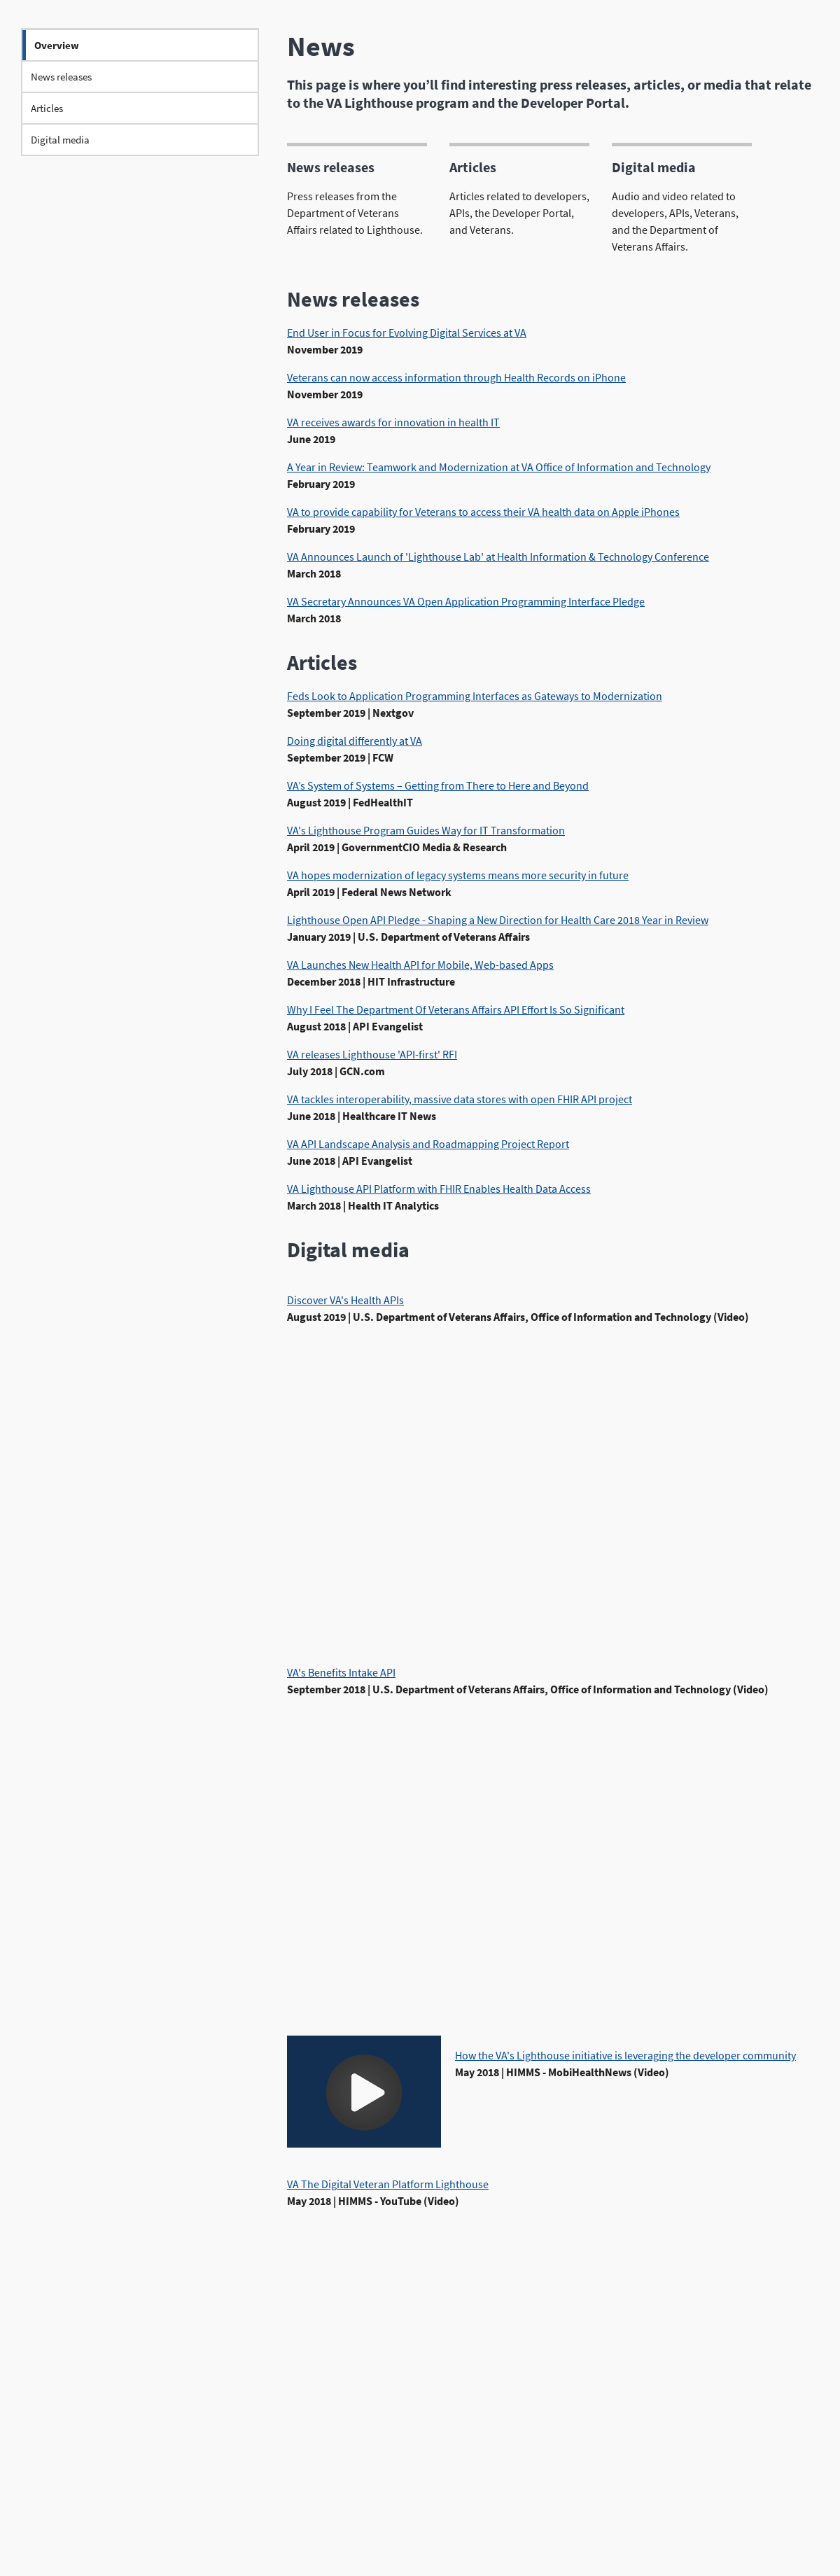 Overview
News releases
Articles
Digital media
News
This page is where you’ll find interesting press releases, articles, or media that relate
to the VA Lighthouse program and the Developer Portal.
News releases
Press releases from the
Department of Veterans
Affairs related to Lighthouse.
Articles
Articles related to developers,
APIs, the Developer Portal,
and Veterans.
Digital media
Audio and video related to
developers, APIs, Veterans,
and the Department of
Veterans Affairs.
News releases
End User in Focus for Evolving Digital Services at VA
November 2019
Veterans can now access information through Health Records on iPhone
November 2019
VA receives awards for innovation in health IT
June 2019
A Year in Review: Teamwork and Modernization at VA Office of Information and Technology
February 2019
VA to provide capability for Veterans to access their VA health data on Apple iPhones
February 2019
VA Announces Launch of 'Lighthouse Lab' at Health Information & Technology Conference
March 2018
VA Secretary Announces VA Open Application Programming Interface Pledge
March 2018
Articles
Feds Look to Application Programming Interfaces as Gateways to Modernization
September 2019 | Nextgov
Doing digital differently at VA
September 2019 | FCW
VA’s System of Systems – Getting from There to Here and Beyond
August 2019 | FedHealthIT
VA's Lighthouse Program Guides Way for IT Transformation
April 2019 | GovernmentCIO Media & Research
VA hopes modernization of legacy systems means more security in future
April 2019 | Federal News Network
Lighthouse Open API Pledge - Shaping a New Direction for Health Care 2018 Year in Review
January 2019 | U.S. Department of Veterans Affairs
VA Launches New Health API for Mobile, Web-based Apps
December 2018 | HIT Infrastructure
Why I Feel The Department Of Veterans Affairs API Effort Is So Significant
August 2018 | API Evangelist
VA releases Lighthouse 'API-first' RFI
July 2018 | GCN.com
VA tackles interoperability, massive data stores with open FHIR API project
June 2018 | Healthcare IT News
VA API Landscape Analysis and Roadmapping Project Report
June 2018 | API Evangelist
VA Lighthouse API Platform with FHIR Enables Health Data Access
March 2018 | Health IT Analytics
Digital media
Discover VA's Health APIs
August 2019 | U.S. Department of Veterans Affairs, Office of Information and Technology (Video)
VA's Benefits Intake API
September 2018 | U.S. Department of Veterans Affairs, Office of Information and Technology (Video)
How the VA's Lighthouse initiative is leveraging the developer community
May 2018 | HIMMS - MobiHealthNews (Video)
VA The Digital Veteran Platform Lighthouse
May 2018 | HIMMS - YouTube (Video)